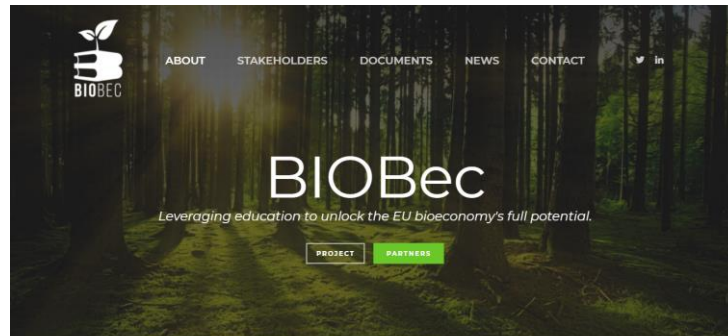 BIOBEC
ABOUT STAKEHOLDERS DOCUMENTS NEWS CONTACT
BIOBec
Leveraging education to unlock the EU bioeconomy's full potential.
PROJECT PARTNERS